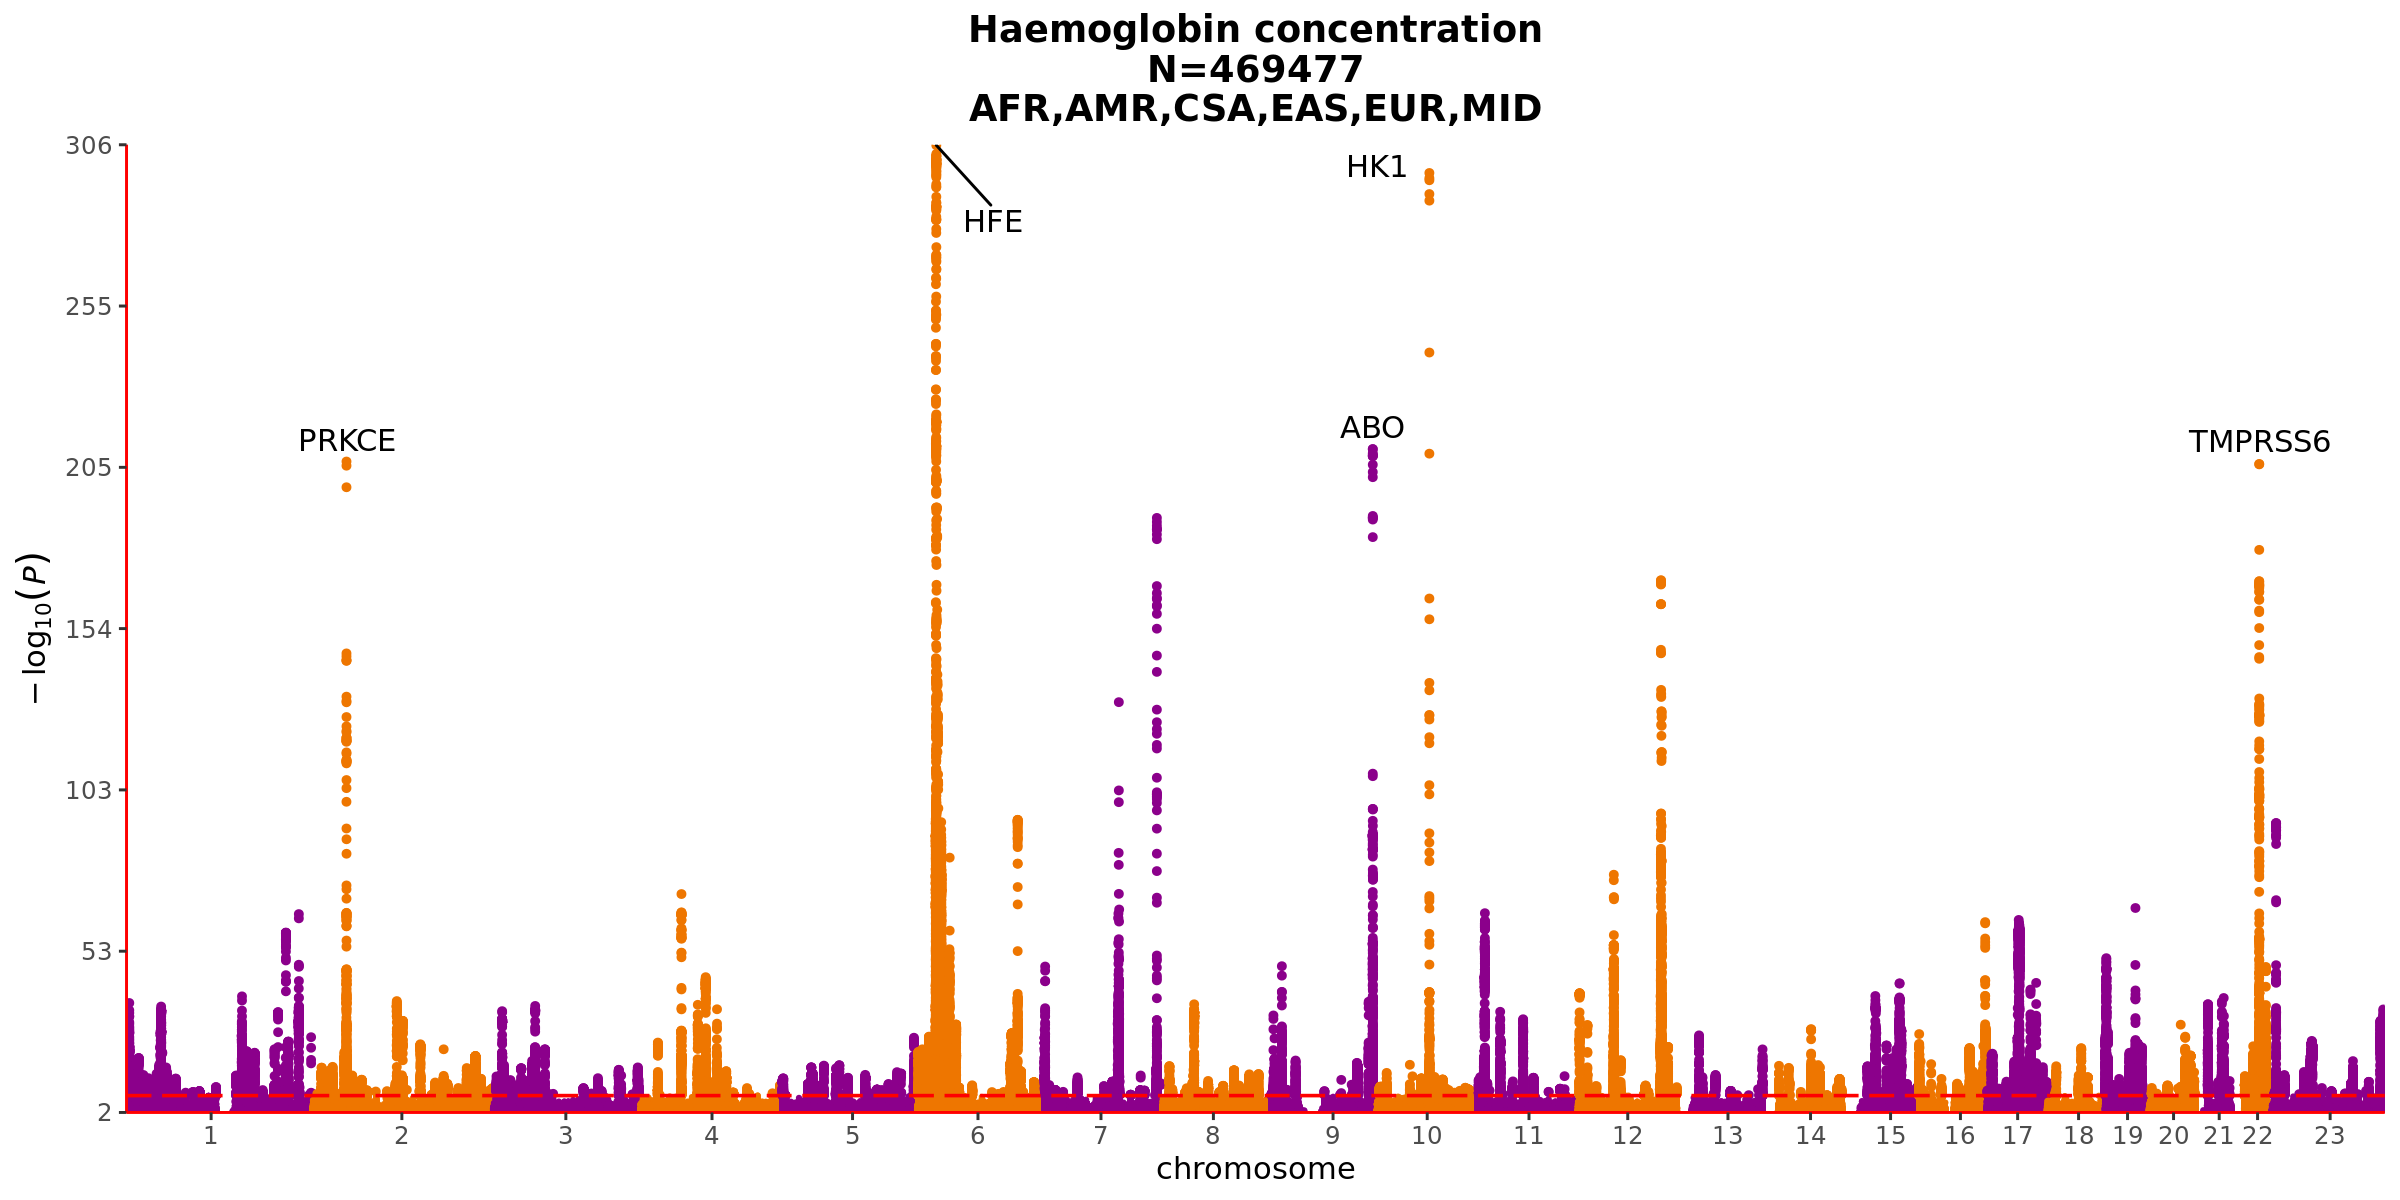 Haemoglobin concentration
N=469477
AFR,AMR,CSA,EAS,EUR,MID
306
HK1
HFE
255
ABO
PRKCE
TMPRSS6
205
154
103
53
2
−log10(P)
1 2 3 4 5 6 7 8 9 10 11 12 13 14 15 16 17 18 19 20 21 22 23
chromosome